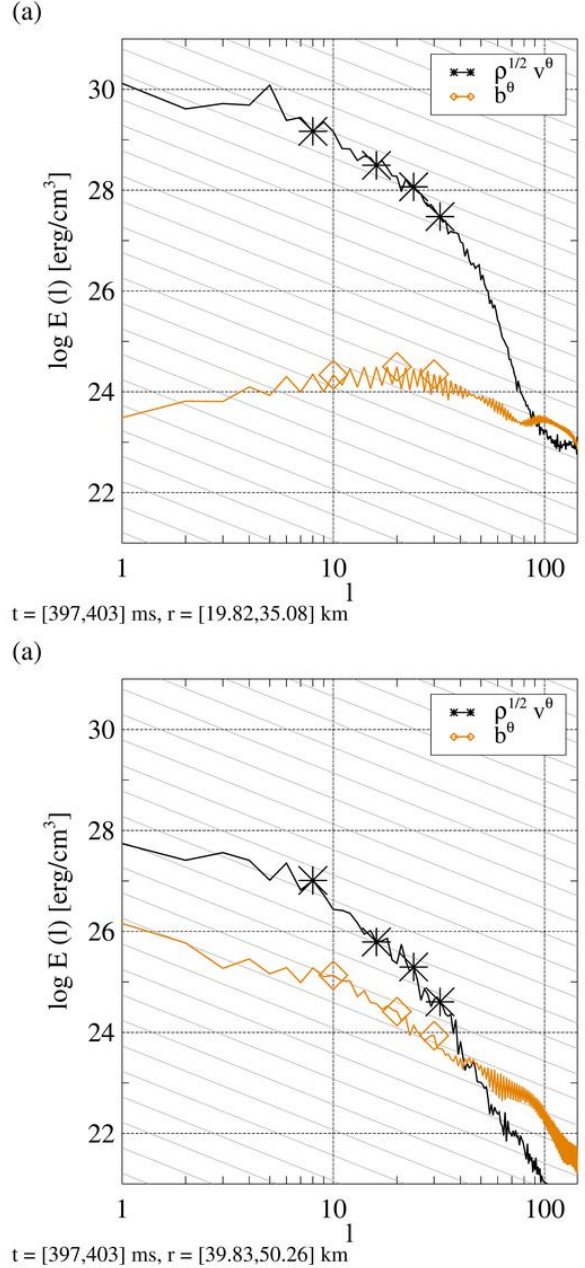 (a)
ρ^{1/2} v^θ
b^θ
log E (l) [erg/cm³]
30
28
26
24
22
1 10 100
l
t = [397,403] ms, r = [19.82,35.08] km
(a)
ρ^{1/2} v^θ
b^θ
log E (l) [erg/cm³]
30
28
26
24
22
1 10 100
l
t = [397,403] ms, r = [39.83,50.26] km